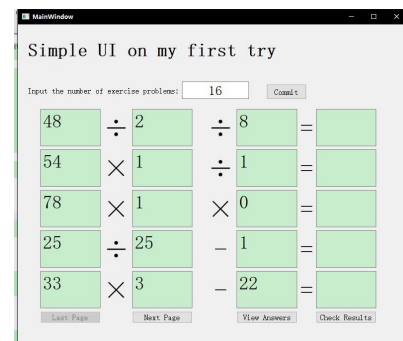 MainWindow
Simple UI on my first try
Input the number of exercise problems: 16 Commit
48 ÷ 2 ÷ 8 =
54 × 1 ÷ 1 =
78 × 1 × 0 =
25 ÷ 25 − 1 =
33 × 3 − 22 =
Last Page Next Page View Answers Check Results